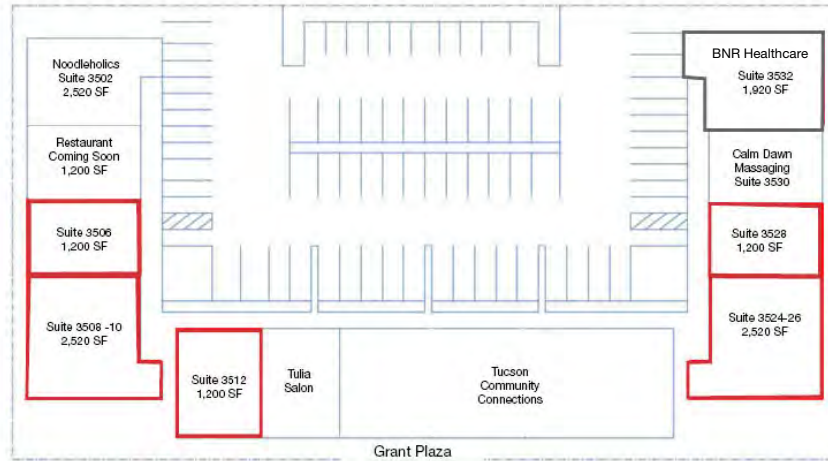 Noodleholics
Suite 3502
2,520 SF
Restaurant
Coming Soon
1,200 SF
Suite 3506
1,200 SF
Suite 3508 -10
2,520 SF
Suite 3512
1,200 SF
Tulia
Salon
Tucson
Community
Connections
BNR Healthcare
Suite 3532
1,920 SF
Calm Dawn
Massaging
Suite 3530
Suite 3528
1,200 SF
Suite 3524-26
2,520 SF
Grant Plaza